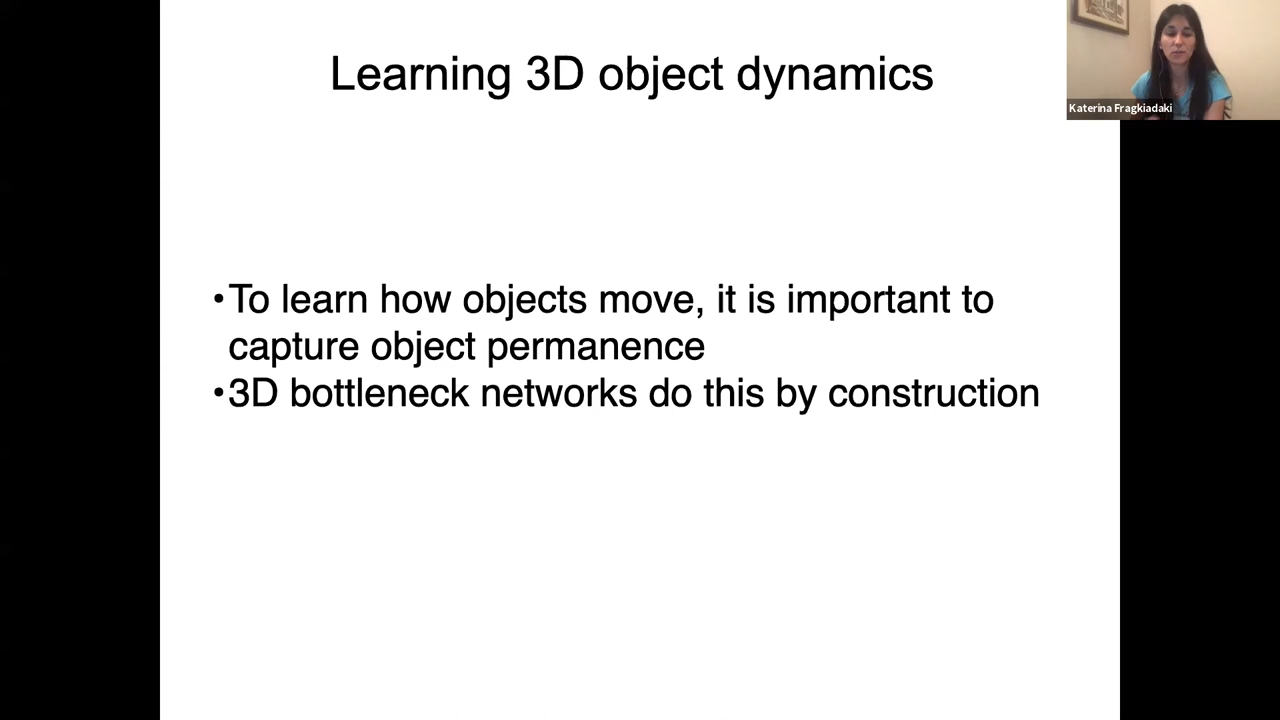 Learning 3D object dynamics
Katerina Fragkiadaki
•To learn how objects move, it is important to
capture object permanence
•3D bottleneck networks do this by construction